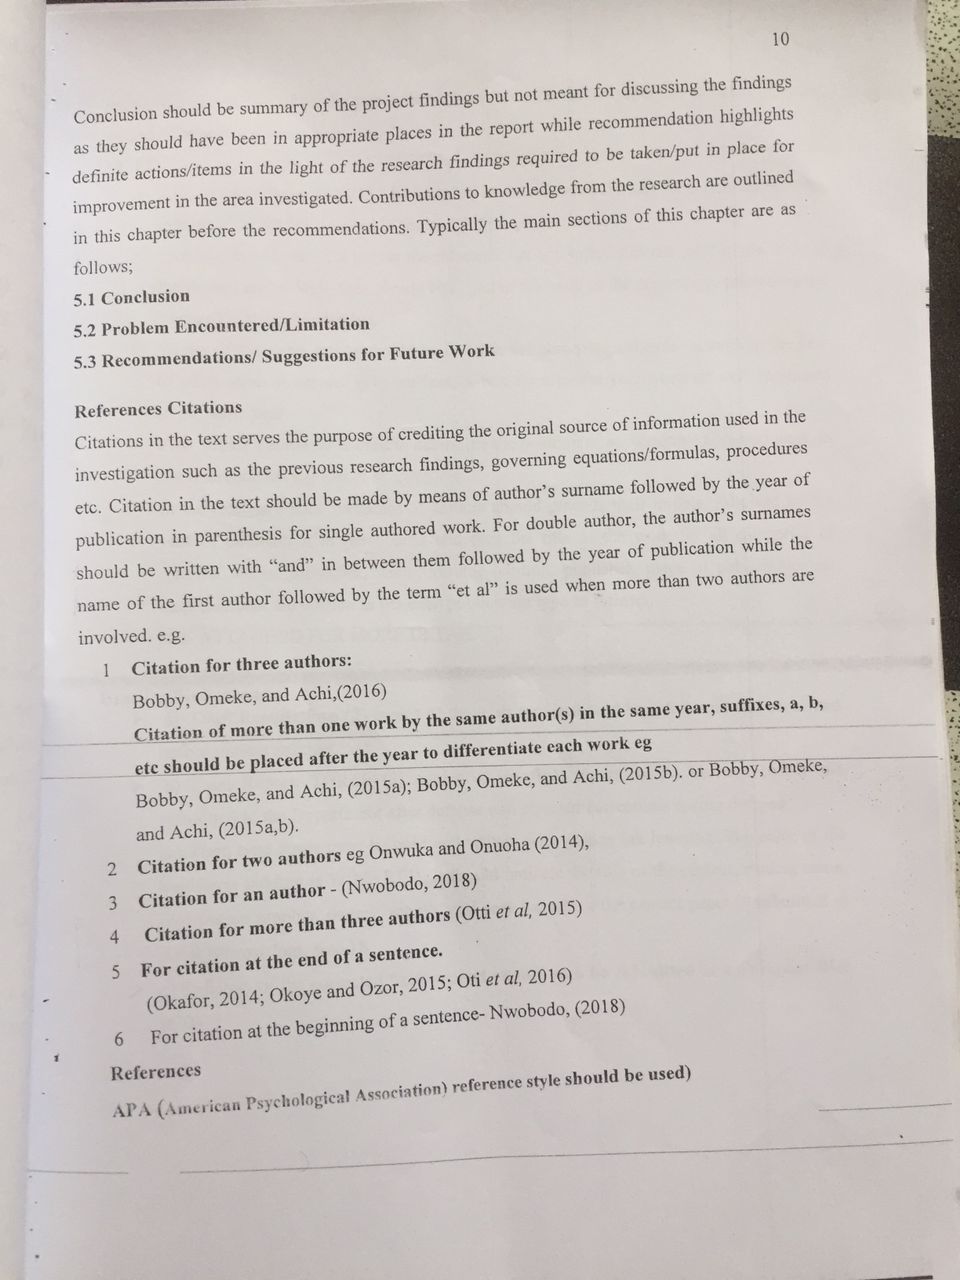 10
Conclusion should be summary of the project findings but not meant for discussing the findings
as they should have been in appropriate places in the report while recommendation highlights
definite actions/items in the light of the research findings required to be taken/put in place for
improvement in the area investigated. Contributions to knowledge from the research are outlined
in this chapter before the recommendations. Typically the main sections of this chapter are as
follows;
5.1 Conclusion
5.2 Problem Encountered/Limitation
5.3 Recommendations/ Suggestions for Future Work
References Citations
Citations in the text serves the purpose of crediting the original source of information used in the
investigation such as the previous research findings, governing equations/formulas, procedures
etc. Citation in the text should be made by means of author's surname followed by the year of
publication in parenthesis for single authored work. For double author, the author's surnames
should be written with “and” in between them followed by the year of publication while the
name of the first author followed by the term “et al” is used when more than two authors are
involved. e.g.
1 Citation for three authors:
Bobby, Omeke, and Achi,(2016)
Citation of more than one work by the same author(s) in the same year, suffixes, a, b,
etc should be placed after the year to differentiate each work eg
Bobby, Omeke, and Achi, (2015a); Bobby, Omeke, and Achi, (2015b). or Bobby, Omeke,
and Achi, (2015a,b).
2 Citation for two authors eg Onwuka and Onuoha (2014),
3 Citation for an author - (Nwobodo, 2018)
4 Citation for more than three authors (Otti et al, 2015)
5 For citation at the end of a sentence.
(Okafor, 2014; Okoye and Ozor, 2015; Oti et al, 2016)
6 For citation at the beginning of a sentence- Nwobodo, (2018)
References
APA (American Psychological Association) reference style should be used)